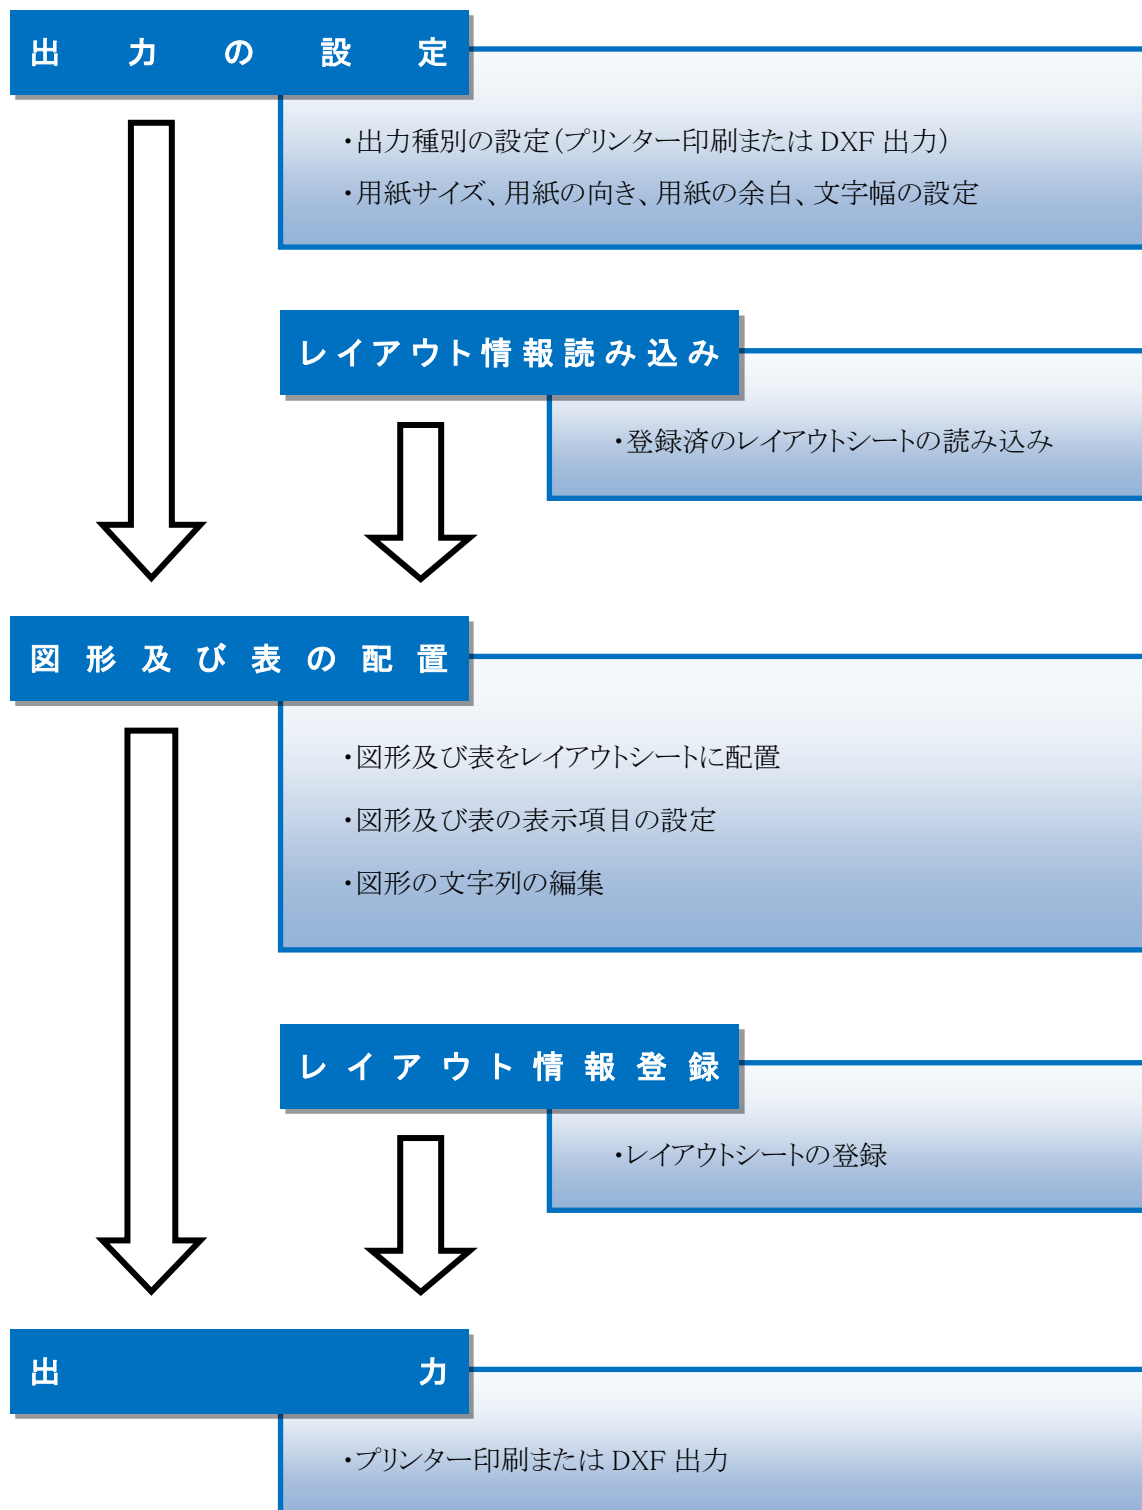 出力の設定
・出力種別の設定（プリンター印刷または DXF 出力）
・用紙サイズ、用紙の向き、用紙の余白、文字幅の設定
レイアウト情報読み込み
・登録済のレイアウトシートの読み込み
図形及び表の配置
・図形及び表をレイアウトシートに配置
・図形及び表の表示項目の設定
・図形の文字列の編集
レイアウト情報登録
・レイアウトシートの登録
出力
・プリンター印刷または DXF 出力